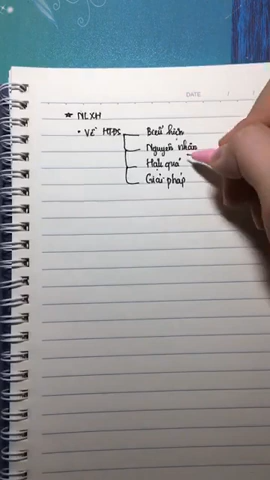 DATE / /
★ NLXH
• Về HTĐS
Biểu hiện
Nguyên nhân
Hậu quả
Giải pháp